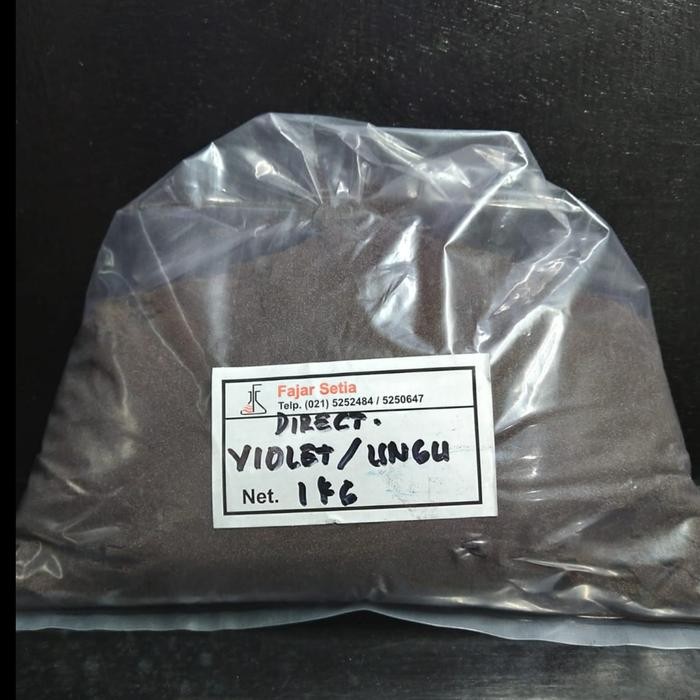 Fajar Setia
Telp. (021) 5252484 / 5250647
DIRECT.
VIOLET / UNGU
Net. 1 KG